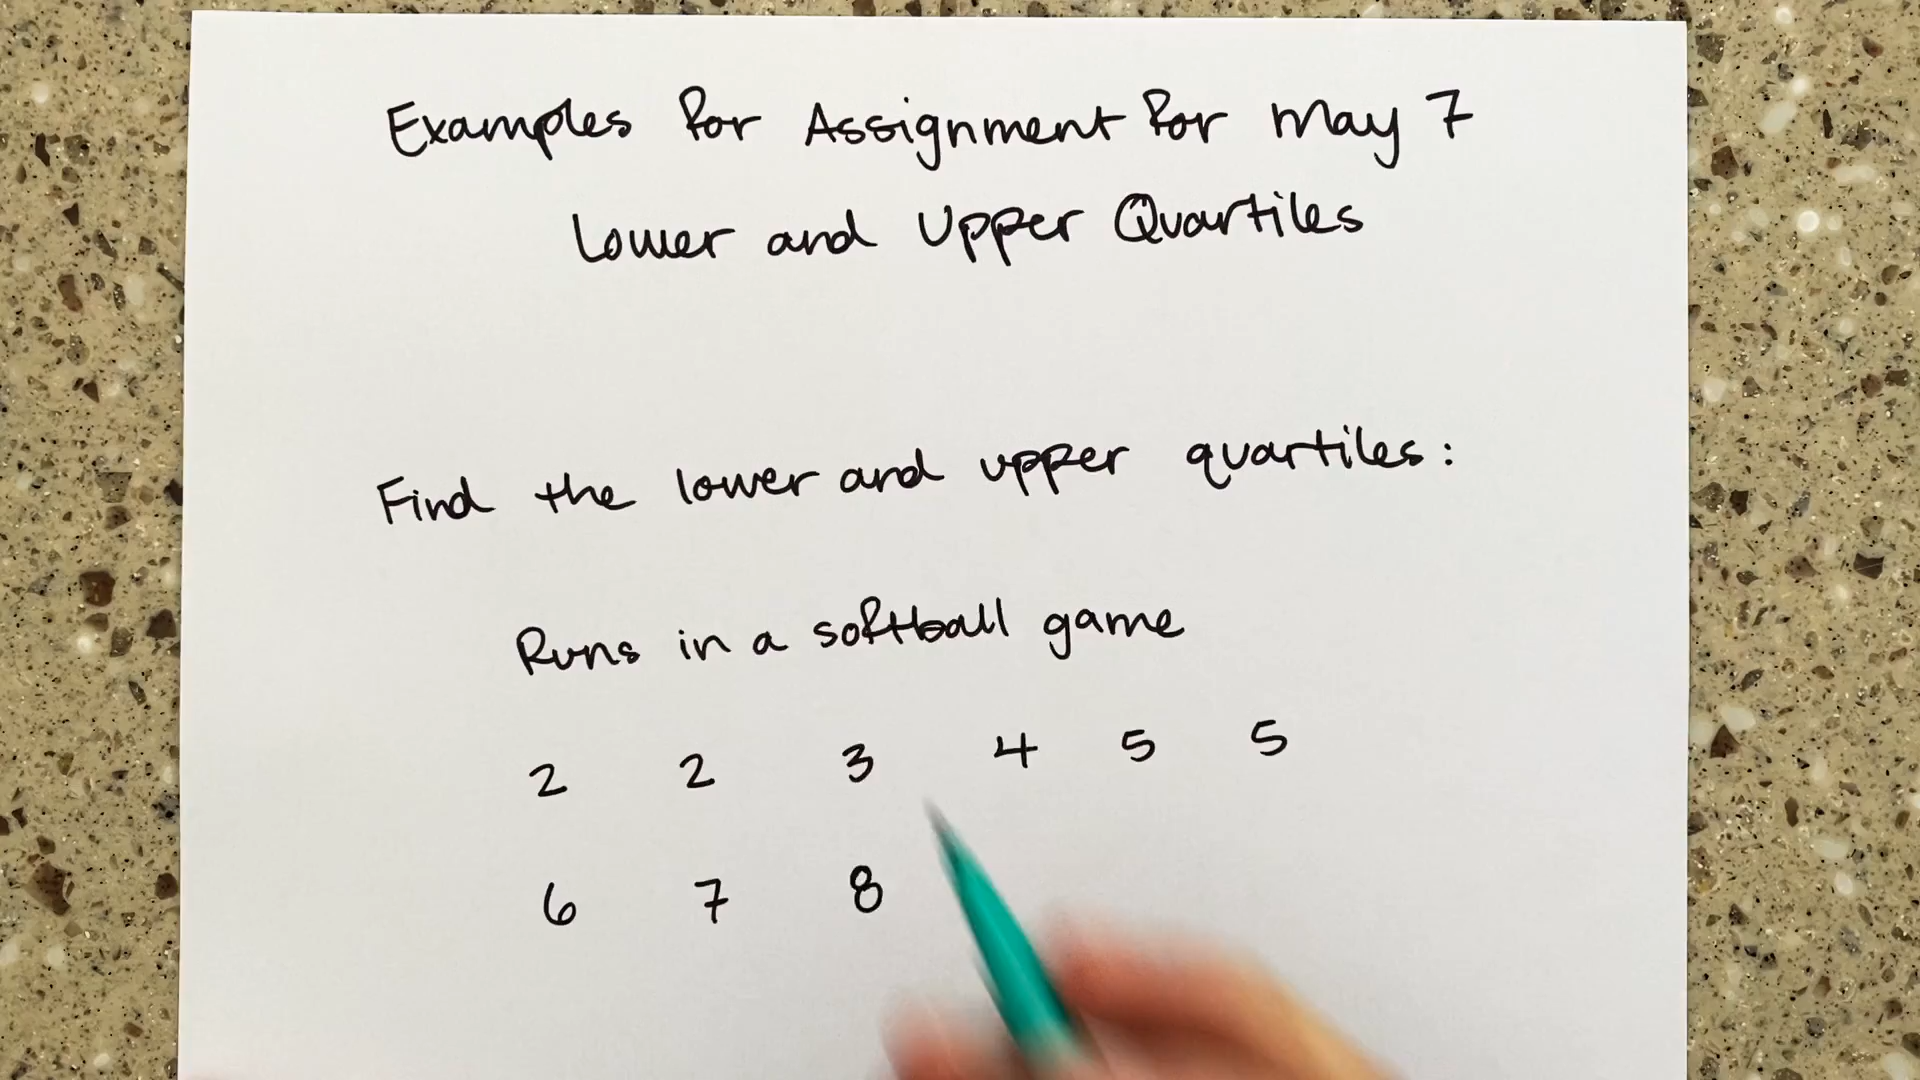 Examples for Assignment for May 7
Lower and Upper Quartiles
Find the lower and upper quartiles:
Runs in a softball game
2 2 3 4 5 5
6 7 8